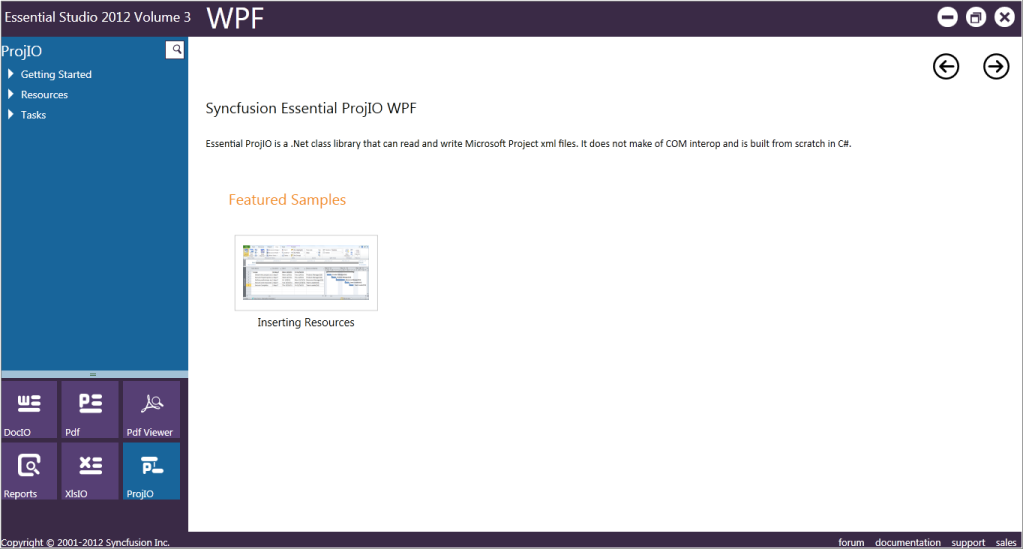 Essential Studio 2012 Volume 3
WPF
ProjIO
Getting Started
Resources
Tasks
Syncfusion Essential ProjIO WPF
Essential ProjIO is a .Net class library that can read and write Microsoft Project xml files. It does not make of COM interop and is built from scratch in C#.
Featured Samples
Inserting Resources
DocIO
Pdf
Pdf Viewer
Reports
XlsIO
ProjIO
Copyright © 2001-2012 Syncfusion Inc.
forum documentation support sales